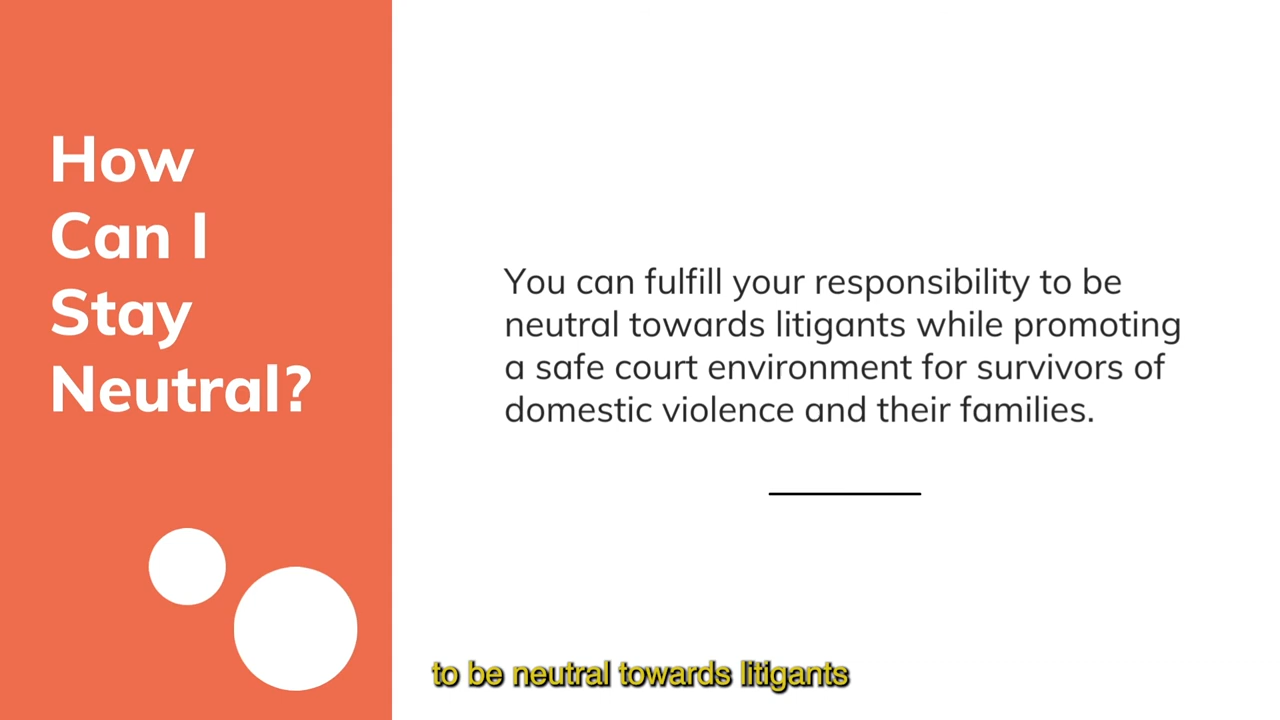 How
Can I
Stay
Neutral?
You can fulfill your responsibility to be
neutral towards litigants while promoting
a safe court environment for survivors of
domestic violence and their families.
to be neutral towards litigants